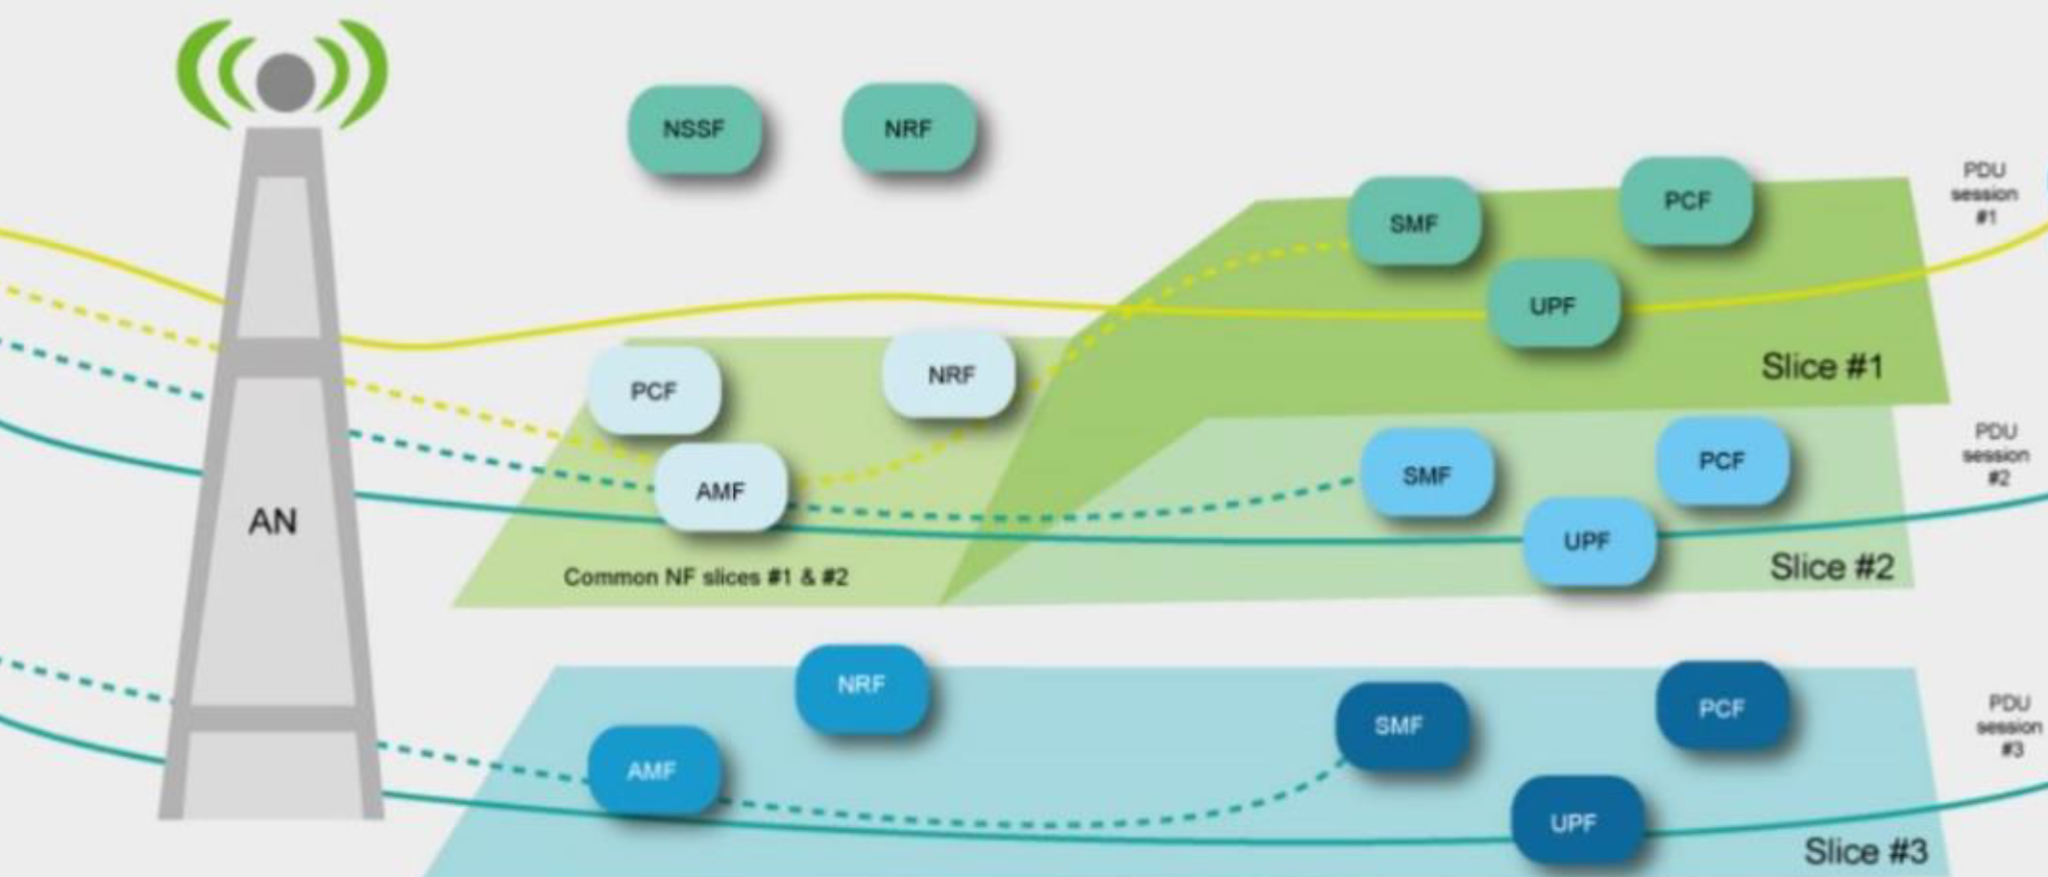 NSSF
NRF
SMF
PCF
UPF
Slice #1
PDU
session
#1
PCF
NRF
AMF
Common NF slices #1 & #2
SMF
PCF
UPF
Slice #2
PDU
session
#2
AN
NRF
AMF
SMF
PCF
UPF
Slice #3
PDU
session
#3